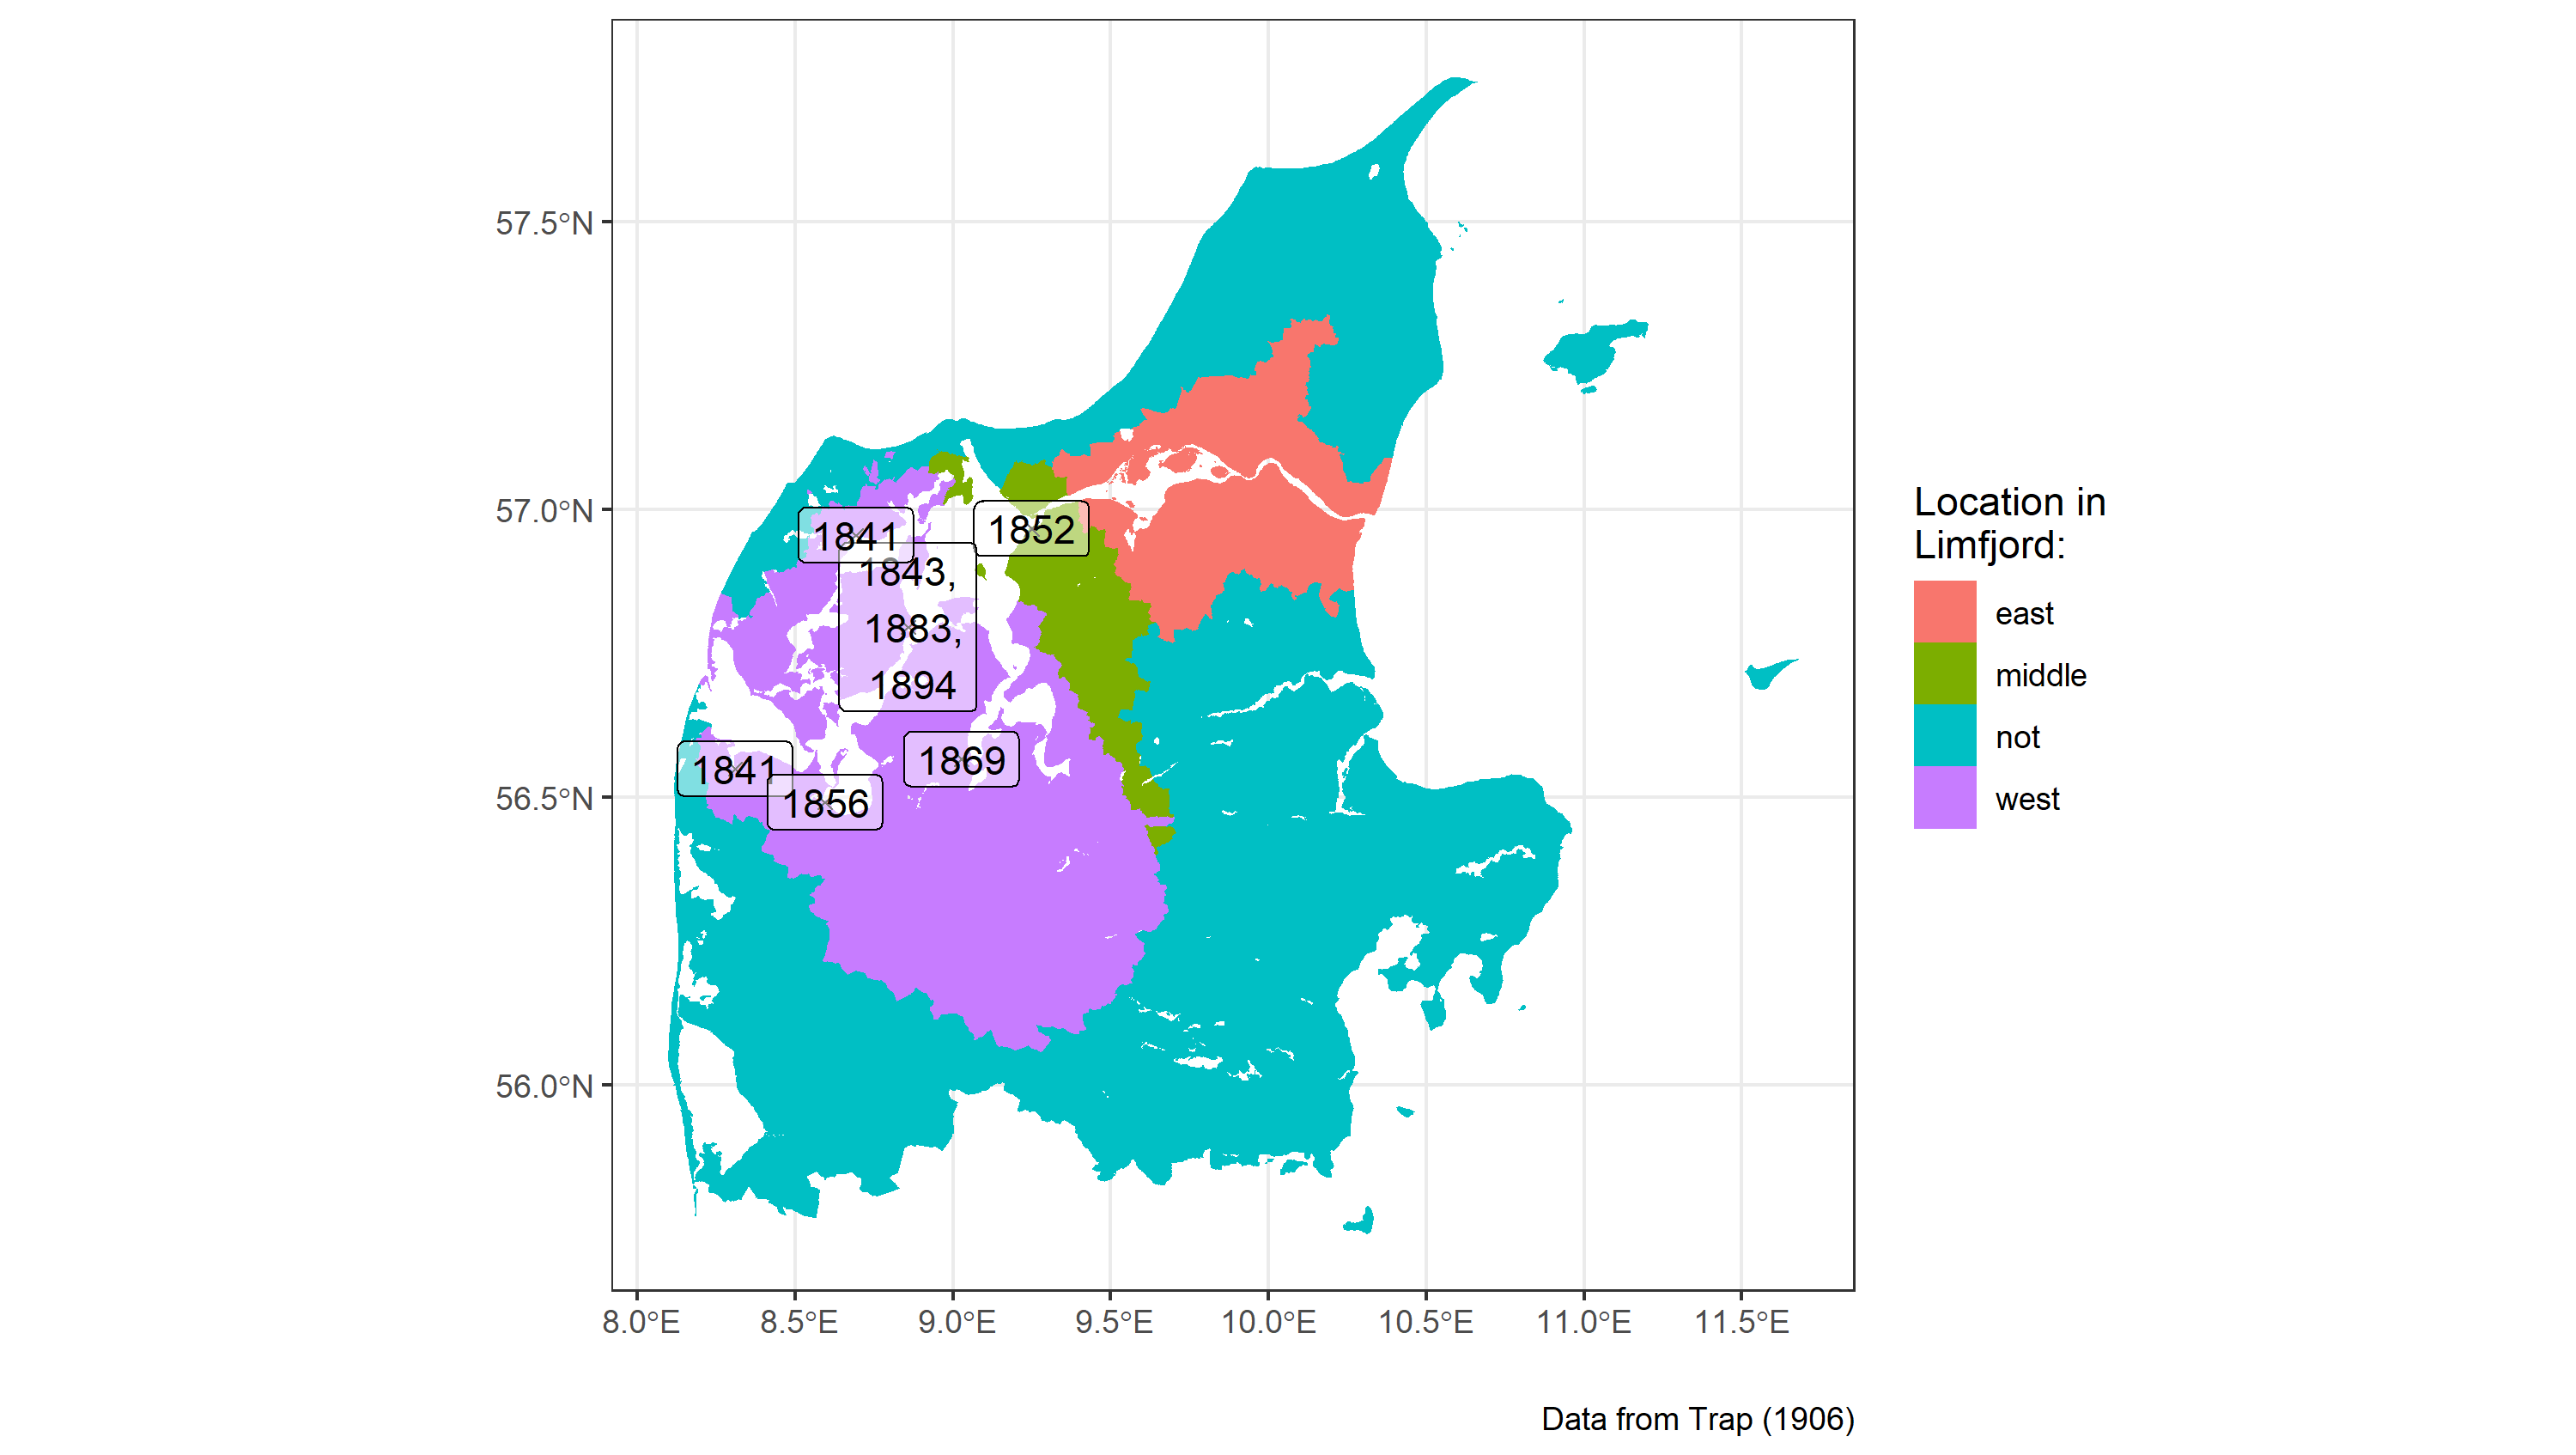 57.5°N
57.0°N
56.5°N
56.0°N
1841
1852
1843,
1883,
1894
1841
1869
1856
8.0°E 8.5°E 9.0°E 9.5°E 10.0°E 10.5°E 11.0°E 11.5°E
Location in
Limfjord:
east
middle
not
west
Data from Trap (1906)